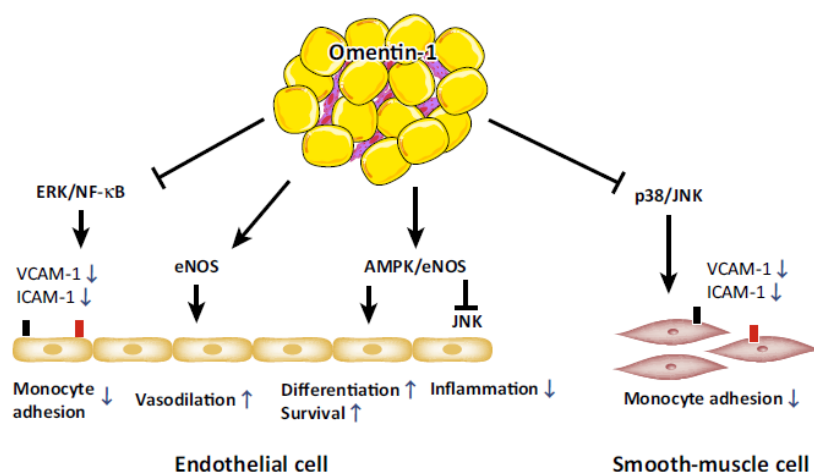 Omentin-1
ERK/NF-κB
p38/JNK
VCAM-1 ↓
ICAM-1 ↓
eNOS
AMPK/eNOS
JNK
VCAM-1 ↓
ICAM-1 ↓
Monocyte
adhesion ↓
Vasodilation ↑
Differentiation ↑
Survival ↑
Inflammation ↓
Monocyte adhesion ↓
Endothelial cell
Smooth-muscle cell